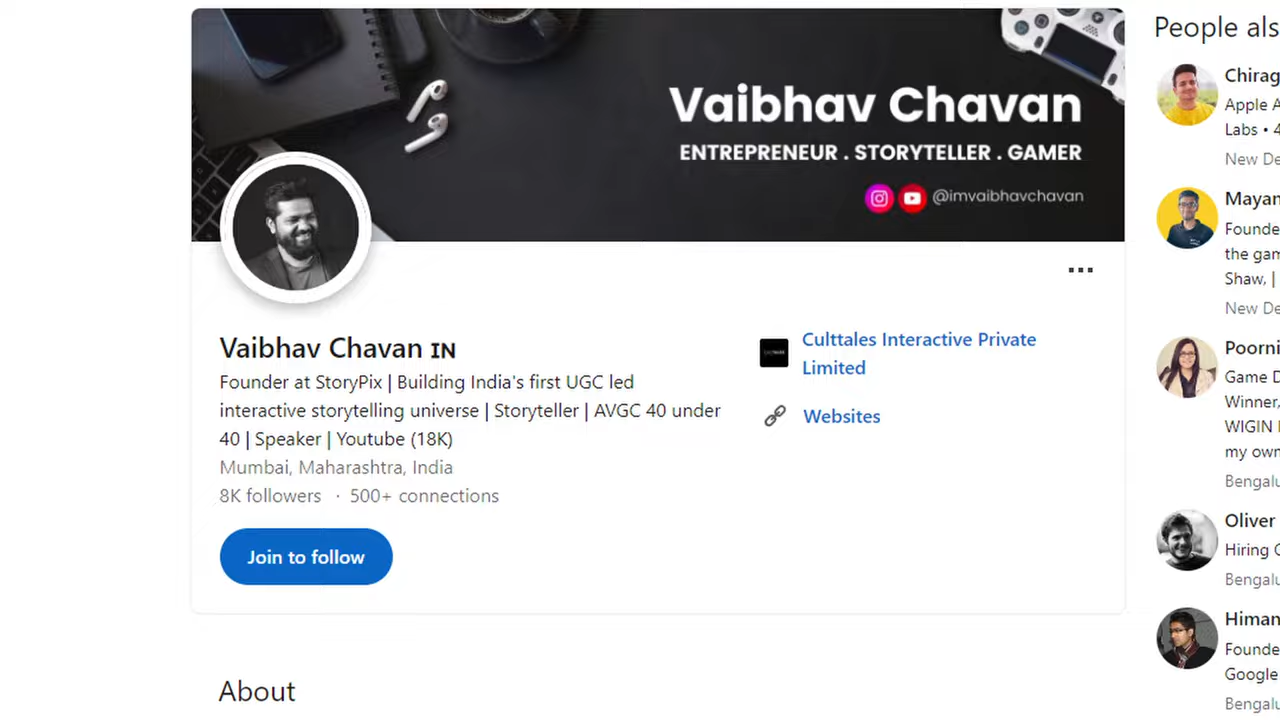 Vaibhav Chavan
ENTREPRENEUR . STORYTELLER . GAMER
@imvaibhavchavan
Vaibhav Chavan IN
Founder at StoryPix | Building India's first UGC led
interactive storytelling universe | Storyteller | AVGC 40 under
40 | Speaker | Youtube (18K)
Mumbai, Maharashtra, India
8K followers · 500+ connections
Join to follow
Culttales Interactive Private
Limited
Websites
About
People als
Chirag
Apple A
Labs • 4
New De
Mayan
Founde
the gam
Shaw, |
New De
Poorni
Game D
Winner,
WIGIN
my own
Bengalu
Oliver
Hiring
Bengalu
Himan
Founde
Google
Bengalu